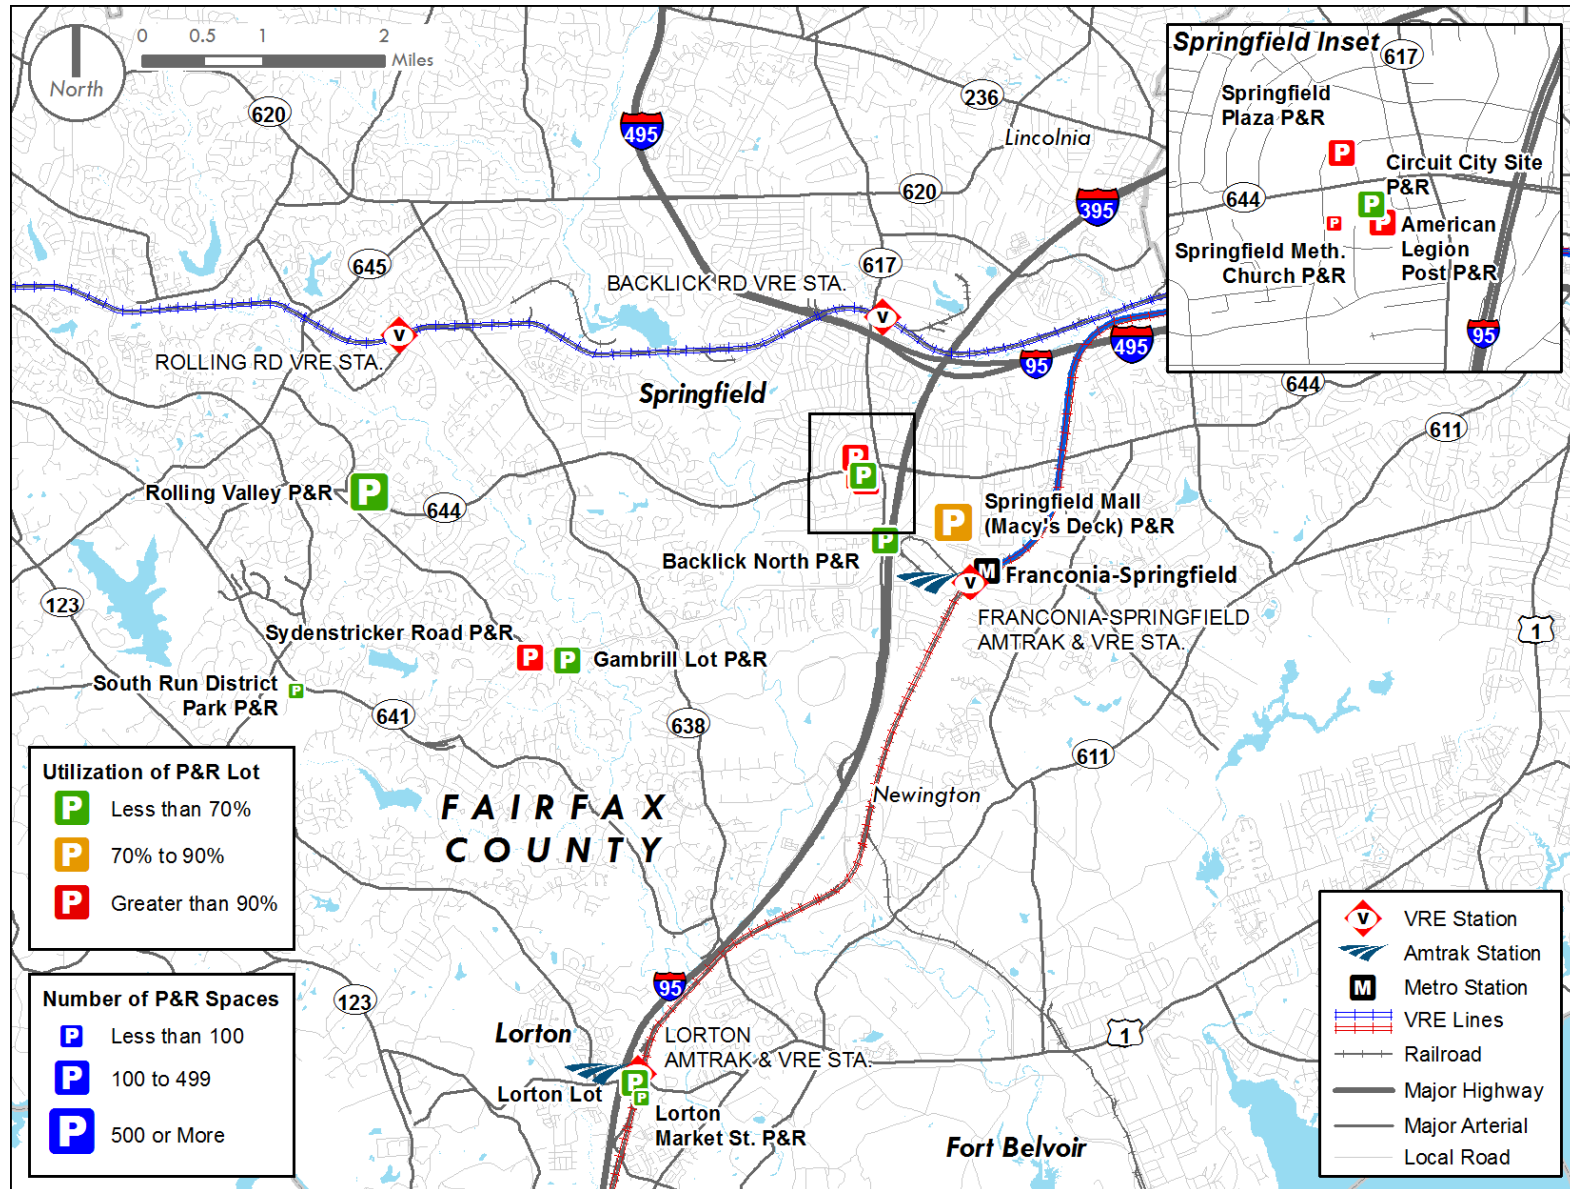 0 0.5 1 2
Miles
North
620
495
236
Lincolnia
620
395
645
617
BACKLICK RD VRE STA.
V
V
ROLLING RD VRE STA.
95
495
644
Springfield
611
P
P
Rolling Valley P&R
P
644
P
Springfield Mall
(Macy's Deck) P&R
Backlick North P&R
P
M
Franconia-Springfield
V
123
FRANCONIA-SPRINGFIELD
AMTRAK & VRE STA.
1
Sydenstricker Road P&R
P
P
Gambrill Lot P&R
South Run District
Park P&R
P
641
638
611
Newington
FAIRFAX
COUNTY
95
123
1
Lorton
LORTON
AMTRAK & VRE STA.
Lorton Lot
P
P
Lorton
Market St. P&R
Fort Belvoir
Springfield Inset
617
Springfield
Plaza P&R
P
Circuit City Site
P&R
644
P
P
P
American
Legion
Post P&R
Springfield Meth.
Church P&R
95
Utilization of P&R Lot
P Less than 70%
P 70% to 90%
P Greater than 90%
Number of P&R Spaces
P Less than 100
P 100 to 499
P 500 or More
V VRE Station
Amtrak Station
M Metro Station
VRE Lines
Railroad
Major Highway
Major Arterial
Local Road